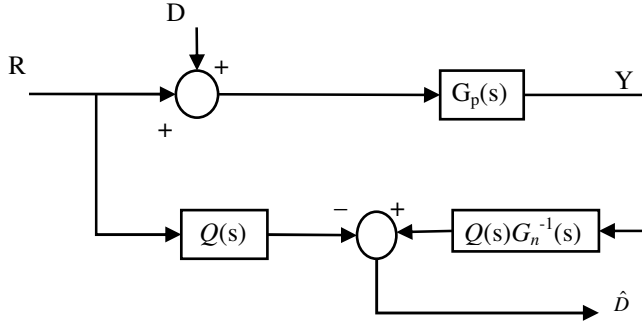 D
R
+
+
G_p(s)
Y
Q(s)
−
+
Q(s)G_n^{-1}(s)
D̂